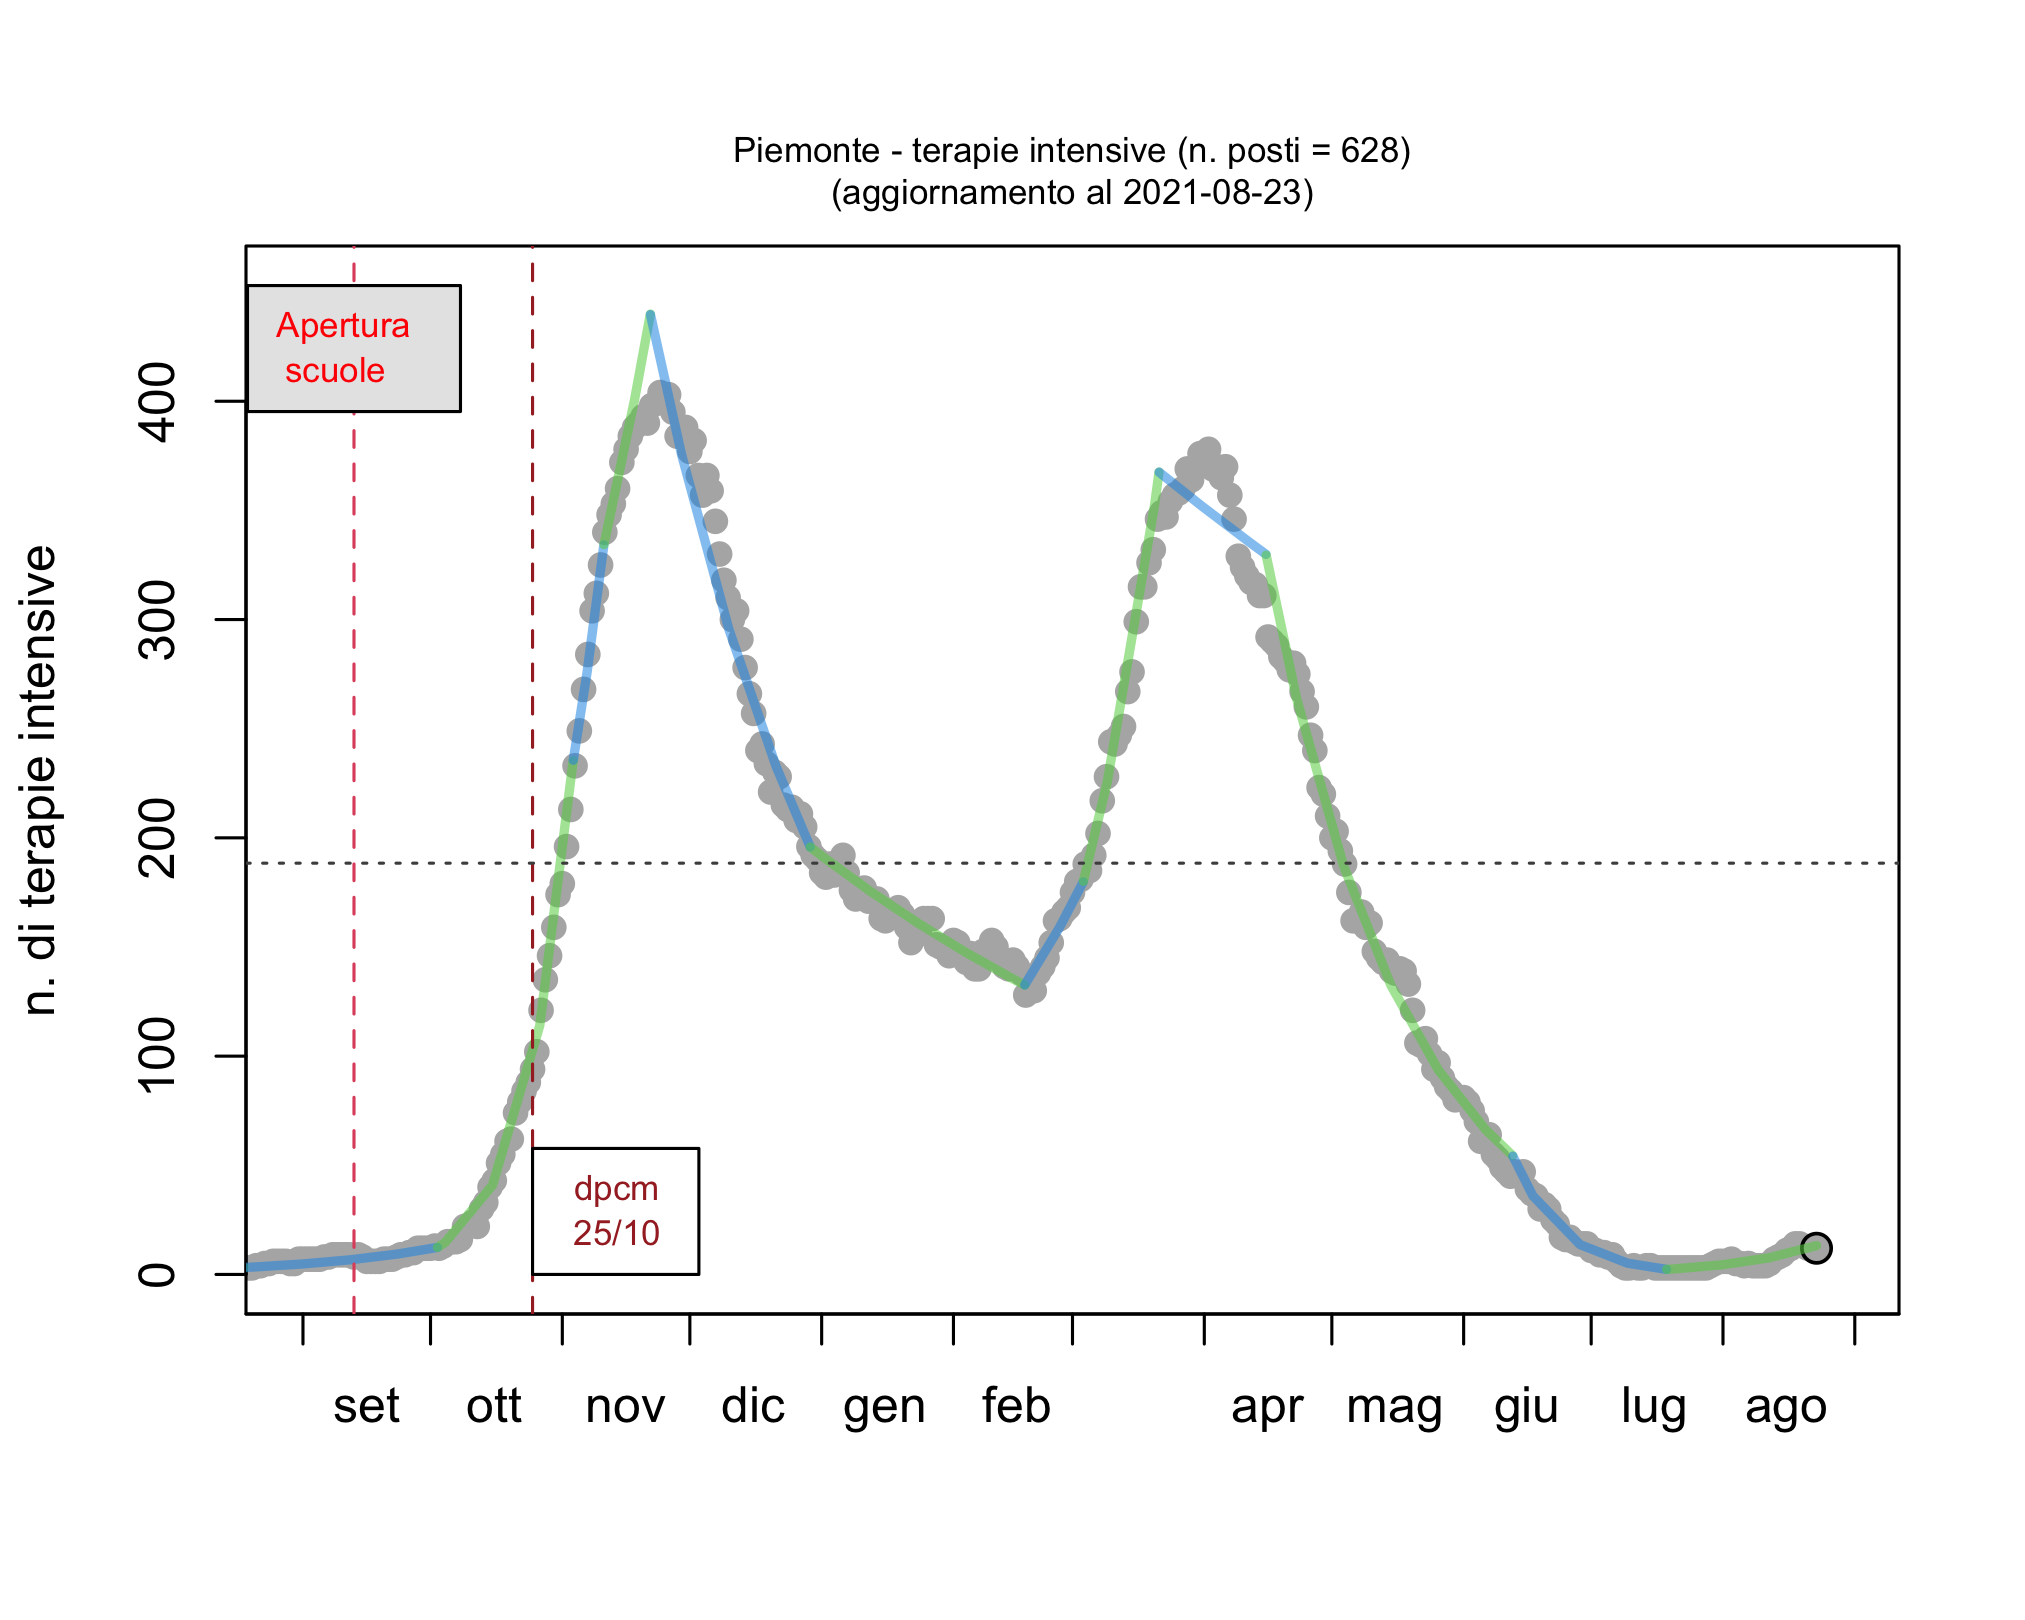 Piemonte - terapie intensive (n. posti = 628)
(aggiornamento al 2021-08-23)
Apertura
scuole
dpcm
25/10
n. di terapie intensive
400
300
200
100
0
set ott nov dic gen feb apr mag giu lug ago